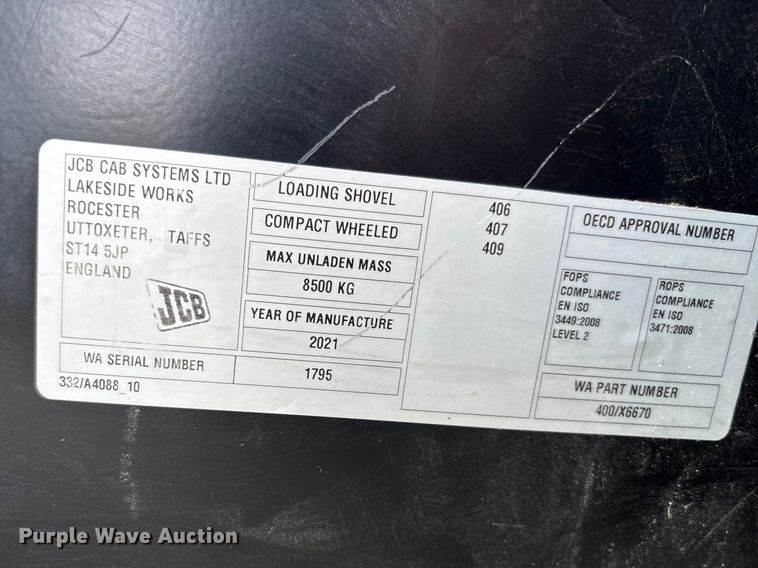 JCB CAB SYSTEMS LTD
LAKESIDE WORKS
ROCESTER
UTTOXETER, TAFFS
ST14 5JP
ENGLAND
JCB
WA SERIAL NUMBER
1795
332/A4088_10
LOADING SHOVEL
COMPACT WHEELED
MAX UNLADEN MASS
8500 KG
YEAR OF MANUFACTURE
2021
406
407
409
OECD APPROVAL NUMBER
FOPS
COMPLIANCE
EN ISO
3449:2008
LEVEL 2
ROPS
COMPLIANCE
EN ISO
3471:2008
WA PART NUMBER
400/X6670
Purple Wave Auction